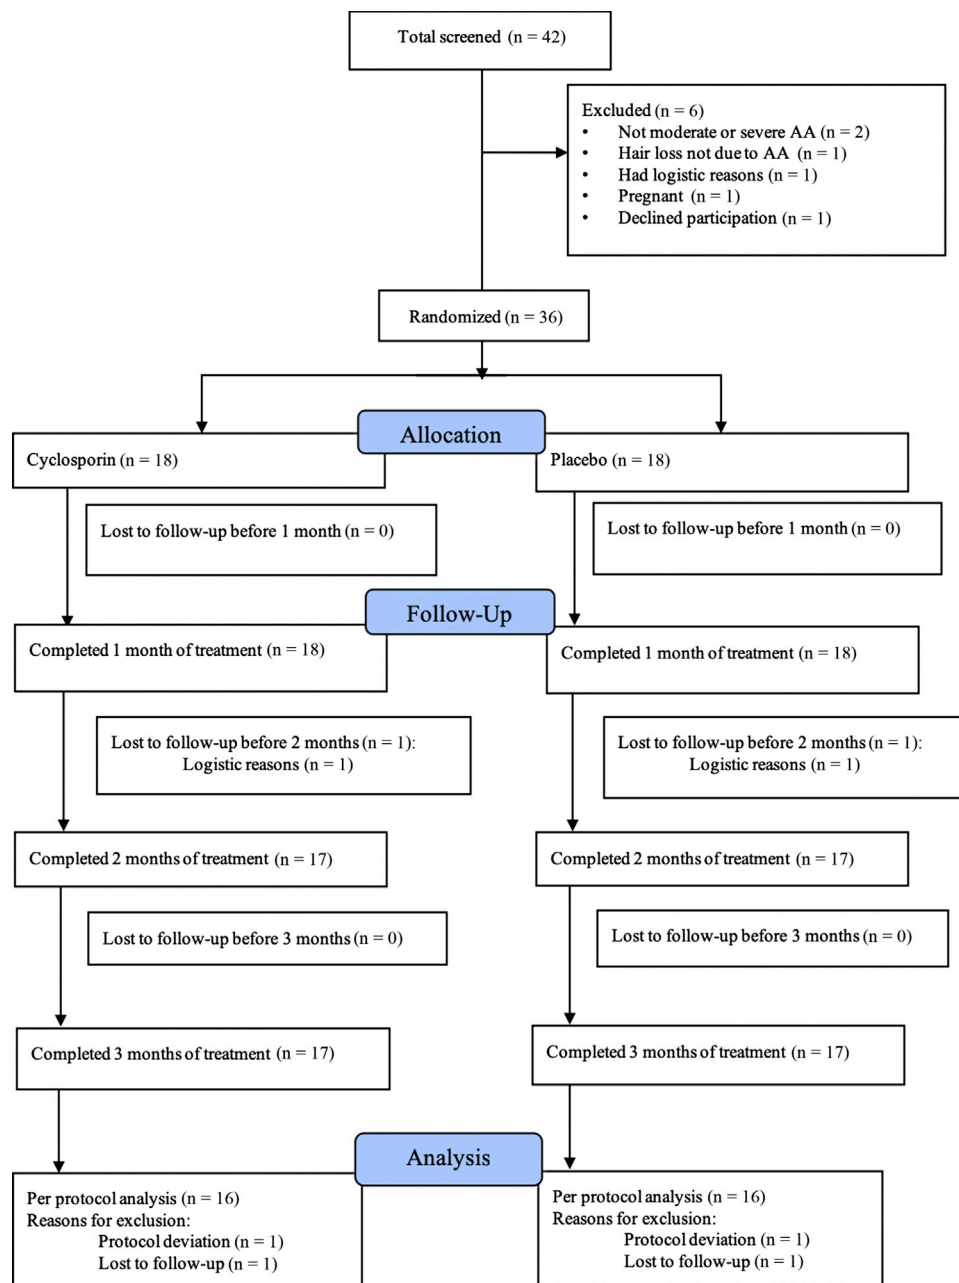 Total screened (n = 42)
Excluded (n = 6)
• Not moderate or severe AA (n = 2)
• Hair loss not due to AA (n = 1)
• Had logistic reasons (n = 1)
• Pregnant (n = 1)
• Declined participation (n = 1)
Randomized (n = 36)
Allocation
Cyclosporin (n = 18)
Placebo (n = 18)
Lost to follow-up before 1 month (n = 0)
Lost to follow-up before 1 month (n = 0)
Follow-Up
Completed 1 month of treatment (n = 18)
Completed 1 month of treatment (n = 18)
Lost to follow-up before 2 months (n = 1):
Logistic reasons (n = 1)
Lost to follow-up before 2 months (n = 1):
Logistic reasons (n = 1)
Completed 2 months of treatment (n = 17)
Completed 2 months of treatment (n = 17)
Lost to follow-up before 3 months (n = 0)
Lost to follow-up before 3 months (n = 0)
Completed 3 months of treatment (n = 17)
Completed 3 months of treatment (n = 17)
Analysis
Per protocol analysis (n = 16)
Reasons for exclusion:
Protocol deviation (n = 1)
Lost to follow-up (n = 1)
Per protocol analysis (n = 16)
Reasons for exclusion:
Protocol deviation (n = 1)
Lost to follow-up (n = 1)